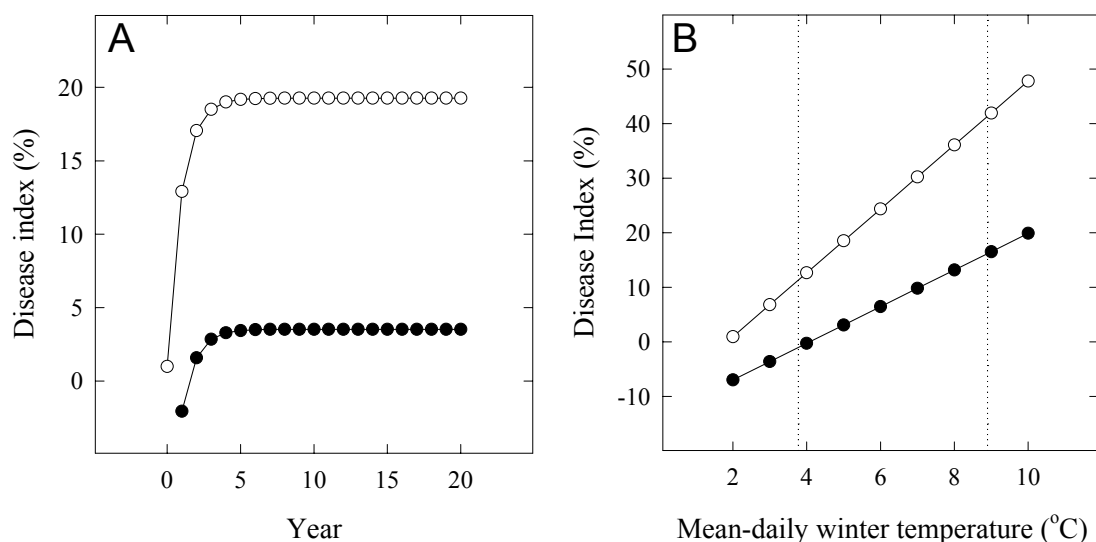 A
Disease index (%)
20
15
10
5
0
0 5 10 15 20
Year
B
Disease Index (%)
50
40
30
20
10
0
-10
2 4 6 8 10
Mean-daily winter temperature (°C)